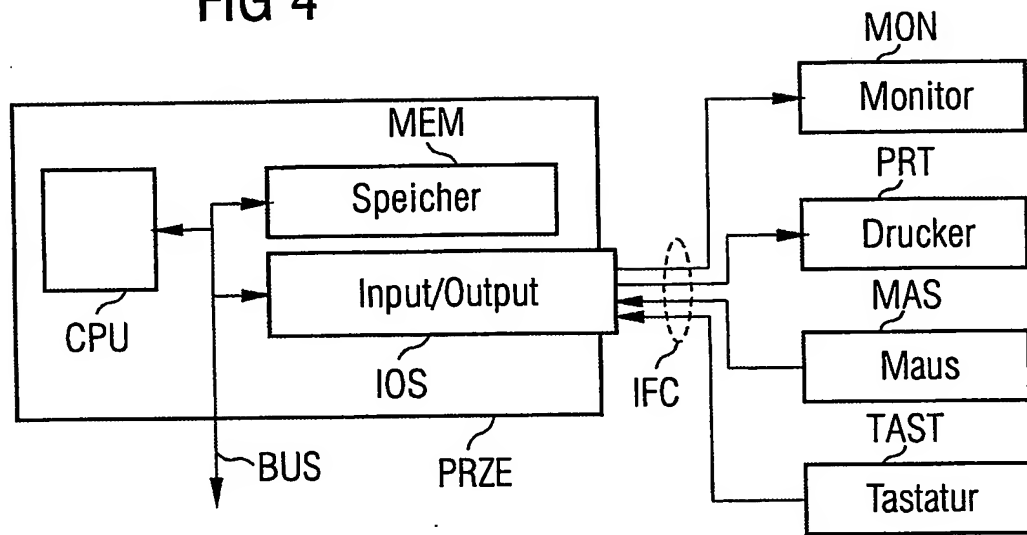 FIG 4
MON
Monitor
MEM
Speicher
PRT
Drucker
CPU
Input/Output
IOS
IFC
MAS
Maus
BUS
PRZE
TAST
Tastatur